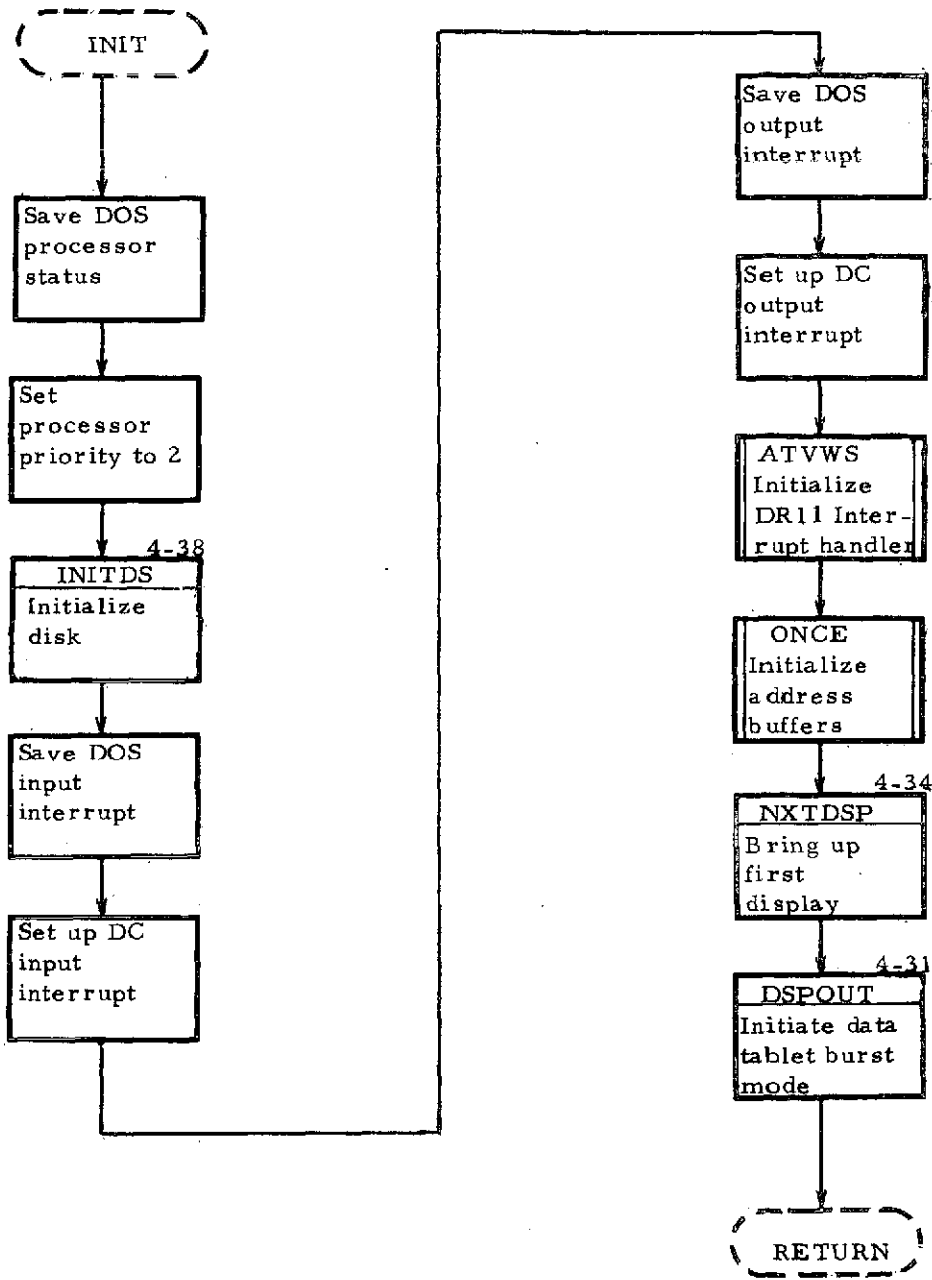 INIT
Save DOS
processor
status
Set
processor
priority to 2
4-38
INITDS
Initialize
disk
Save DOS
input
interrupt
Set up DC
input
interrupt
Save DOS
output
interrupt
Set up DC
output
interrupt
ATVWS
Initialize
DR11 Inter-
rupt handler
ONCE
Initialize
address
buffers
4-34
NXTDSP
Bring up
first
display
4-31
DSPOUT
Initiate data
tablet burst
mode
RETURN